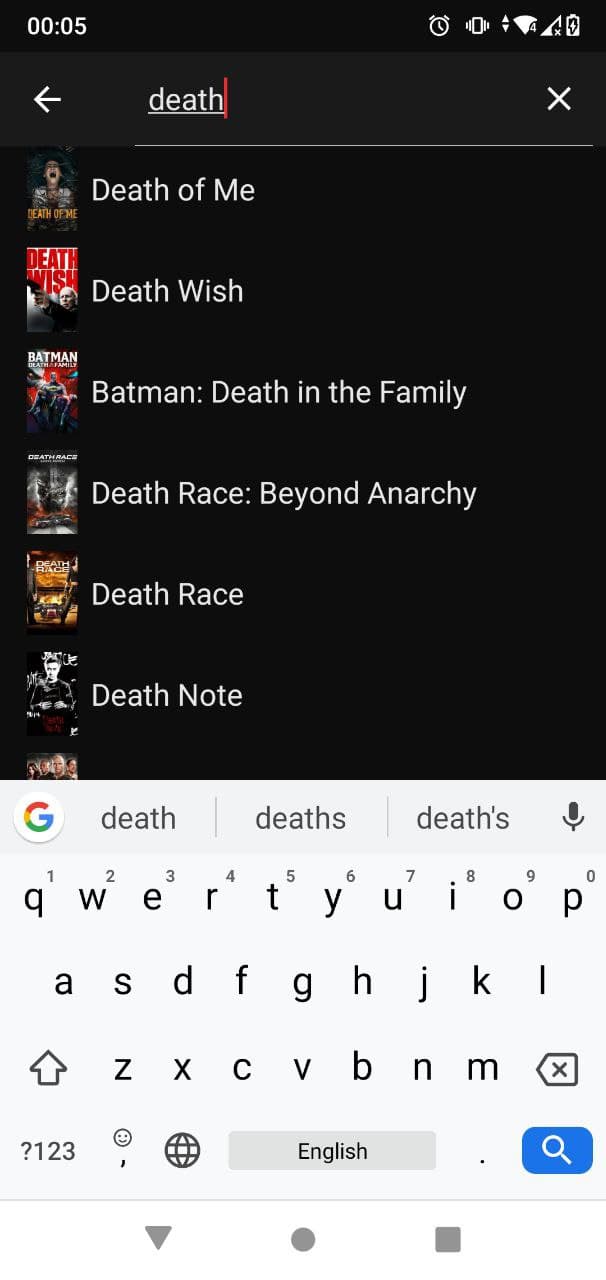 00:05
4
death
DEATH OF ME
Death of Me
DEATH
WISH
Death Wish
BATMAN
DEATH IN THE FAMILY
Batman: Death in the Family
DEATH RACE
Death Race: Beyond Anarchy
DEATH
RACE
Death Race
Death Note
death deaths death's
1 2 3 4 5 6 7 8 9 0
q w e r t y u i o p
a s d f g h j k l
z x c v b n m
?123 , English .